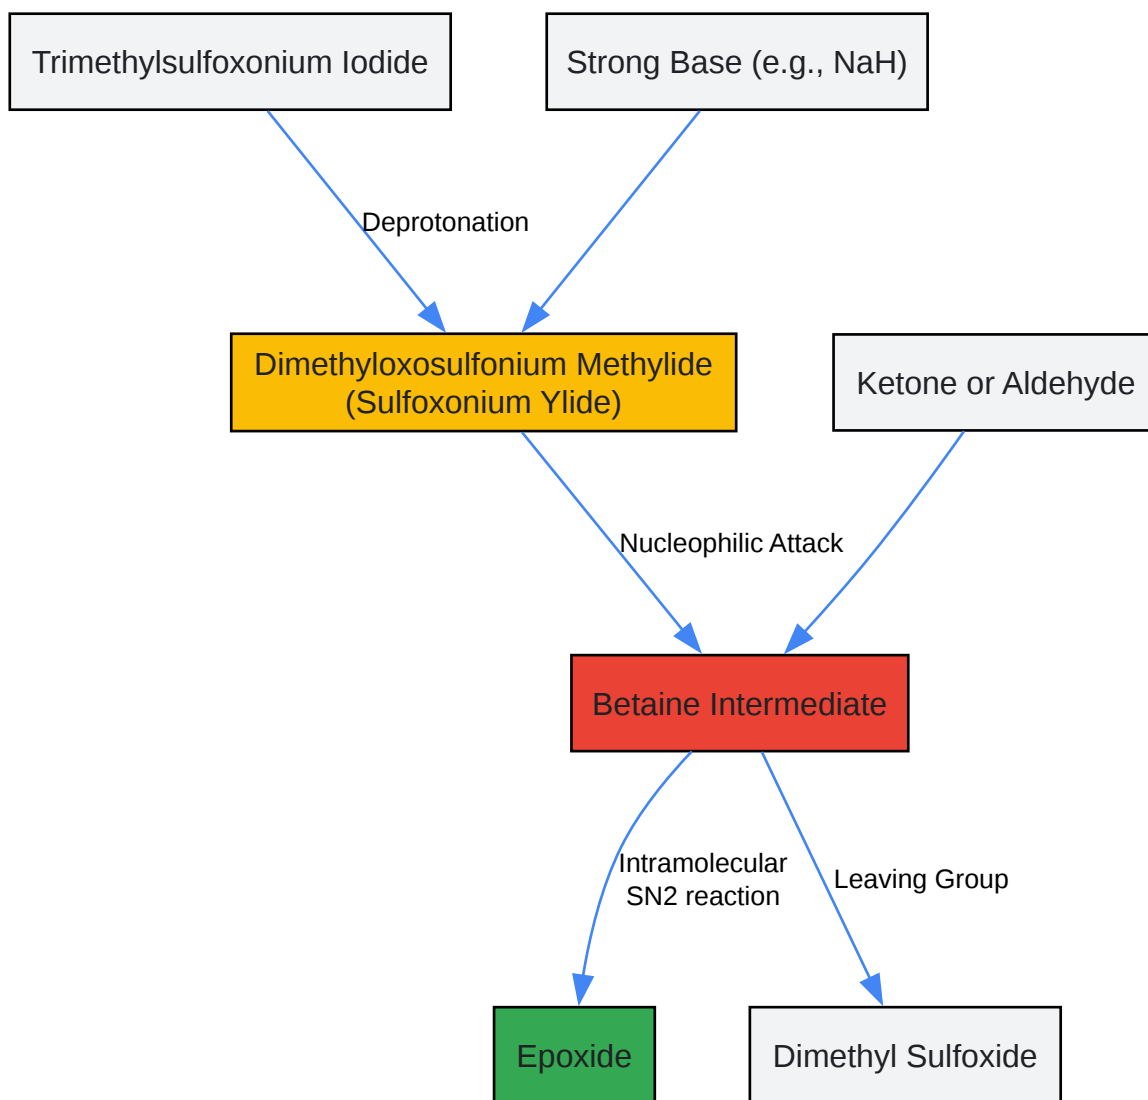 Trimethylsulfoxonium Iodide
Strong Base (e.g., NaH)
Deprotonation
Dimethyloxosulfonium Methylide
(Sulfoxonium Ylide)
Ketone or Aldehyde
Nucleophilic Attack
Betaine Intermediate
Intramolecular
SN2 reaction
Leaving Group
Epoxide
Dimethyl Sulfoxide